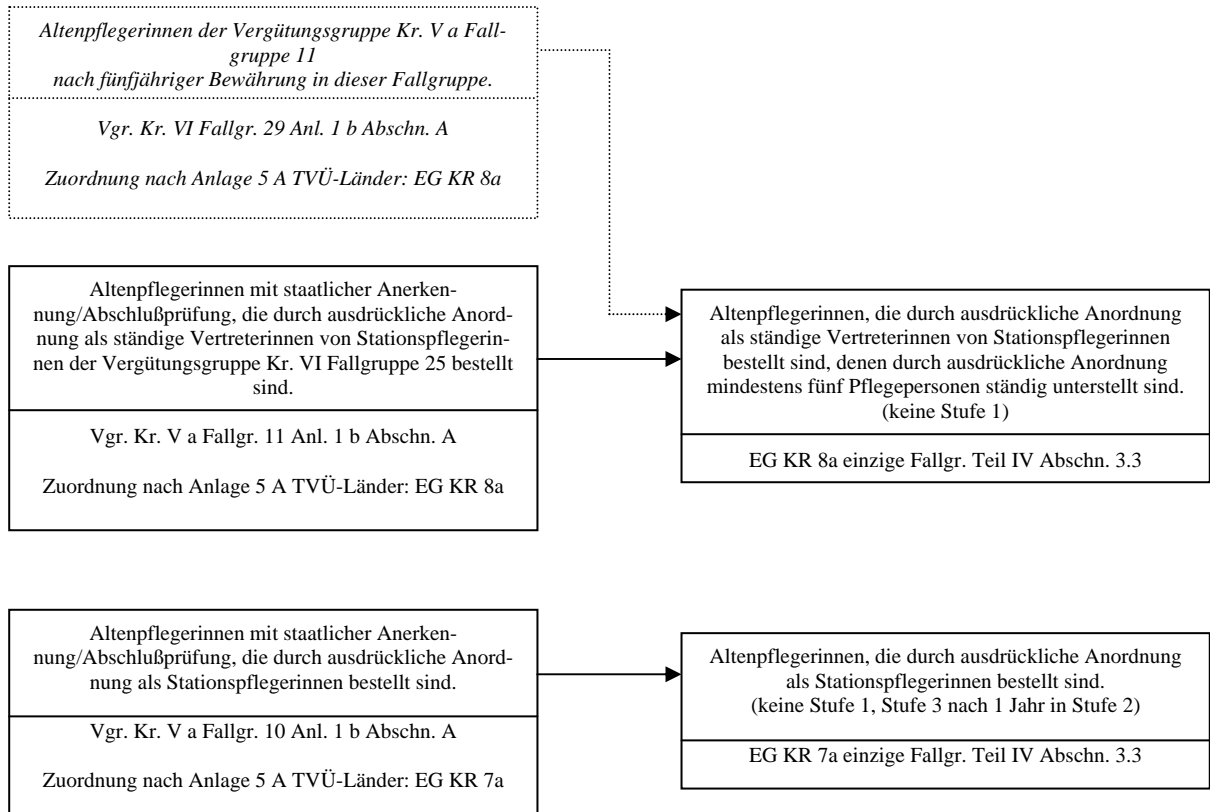 Altenpflegerinnen der Vergütungsgruppe Kr. V a Fall-
gruppe 11
nach fünfjähriger Bewährung in dieser Fallgruppe.
Vgr. Kr. VI Fallgr. 29 Anl. 1 b Abschn. A
Zuordnung nach Anlage 5 A TVÜ-Länder: EG KR 8a
Altenpflegerinnen mit staatlicher Anerken-
nung/Abschlußprüfung, die durch ausdrückliche Anord-
nung als ständige Vertreterinnen von Stationspflegerin-
nen der Vergütungsgruppe Kr. VI Fallgruppe 25 bestellt
sind.
Vgr. Kr. V a Fallgr. 11 Anl. 1 b Abschn. A
Zuordnung nach Anlage 5 A TVÜ-Länder: EG KR 8a
Altenpflegerinnen, die durch ausdrückliche Anordnung
als ständige Vertreterinnen von Stationspflegerinnen
bestellt sind, denen durch ausdrückliche Anordnung
mindestens fünf Pflegepersonen ständig unterstellt sind.
(keine Stufe 1)
EG KR 8a einzige Fallgr. Teil IV Abschn. 3.3
Altenpflegerinnen mit staatlicher Anerken-
nung/Abschlußprüfung, die durch ausdrückliche Anord-
nung als Stationspflegerinnen bestellt sind.
Vgr. Kr. V a Fallgr. 10 Anl. 1 b Abschn. A
Zuordnung nach Anlage 5 A TVÜ-Länder: EG KR 7a
Altenpflegerinnen, die durch ausdrückliche Anordnung
als Stationspflegerinnen bestellt sind.
(keine Stufe 1, Stufe 3 nach 1 Jahr in Stufe 2)
EG KR 7a einzige Fallgr. Teil IV Abschn. 3.3